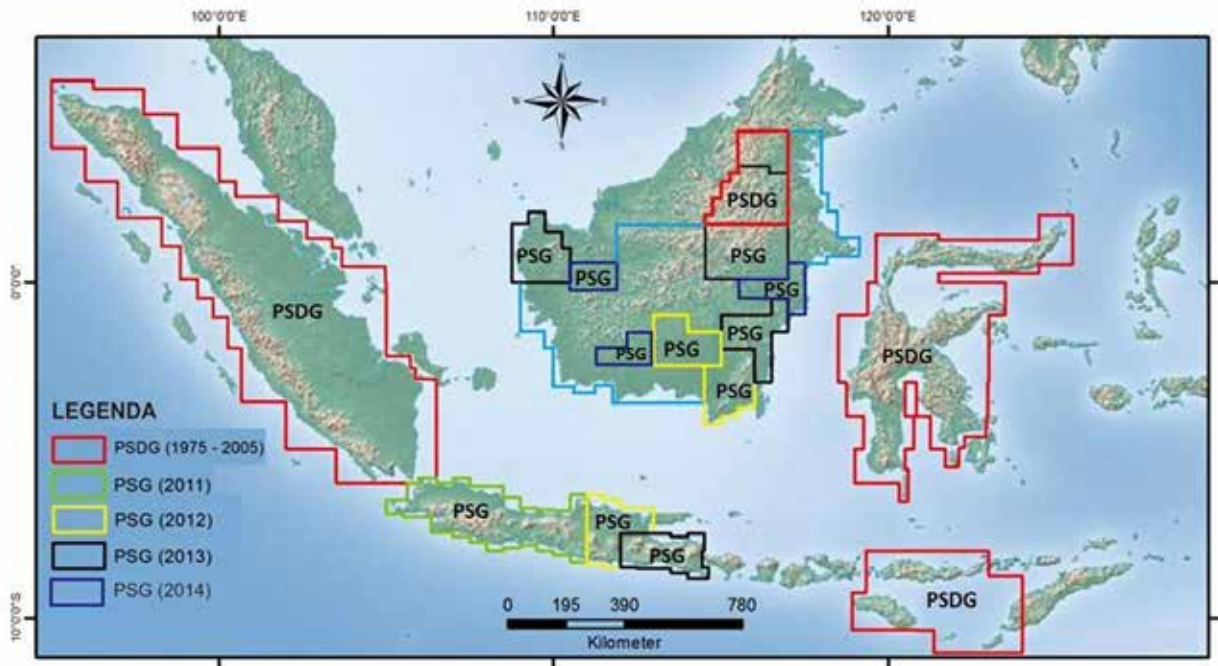 100°0'0"E
110°0'0"E
120°0'0"E
N
W
E
S
PSDG
PSG
PSG
PSG
PSG
0°0'0"
PSDG
PSG
PSG
PSG
PSDG
PSG
LEGENDA
PSDG (1975 - 2005)
PSG (2011)
PSG (2012)
PSG (2013)
PSG (2014)
PSG
PSG
PSG
PSDG
0 195 390 780
Kilometer
10°0'0"S